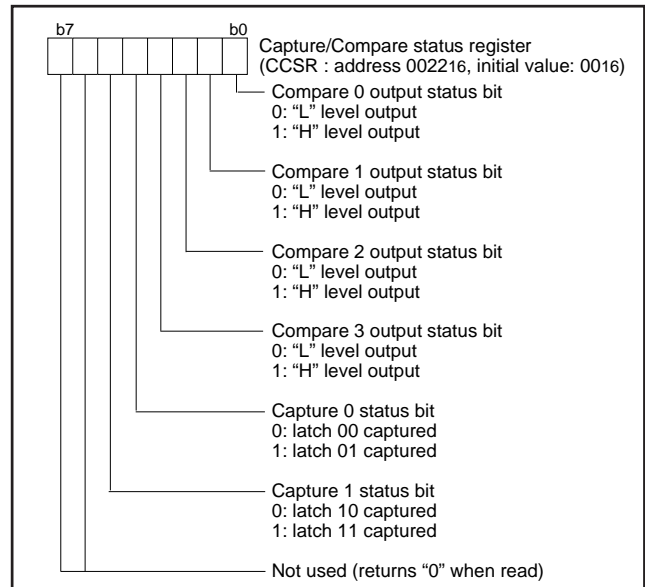 b7 b0
Capture/Compare status register
(CCSR : address 002216, initial value: 0016)
Compare 0 output status bit
0: “L” level output
1: “H” level output
Compare 1 output status bit
0: “L” level output
1: “H” level output
Compare 2 output status bit
0: “L” level output
1: “H” level output
Compare 3 output status bit
0: “L” level output
1: “H” level output
Capture 0 status bit
0: latch 00 captured
1: latch 01 captured
Capture 1 status bit
0: latch 10 captured
1: latch 11 captured
Not used (returns “0” when read)